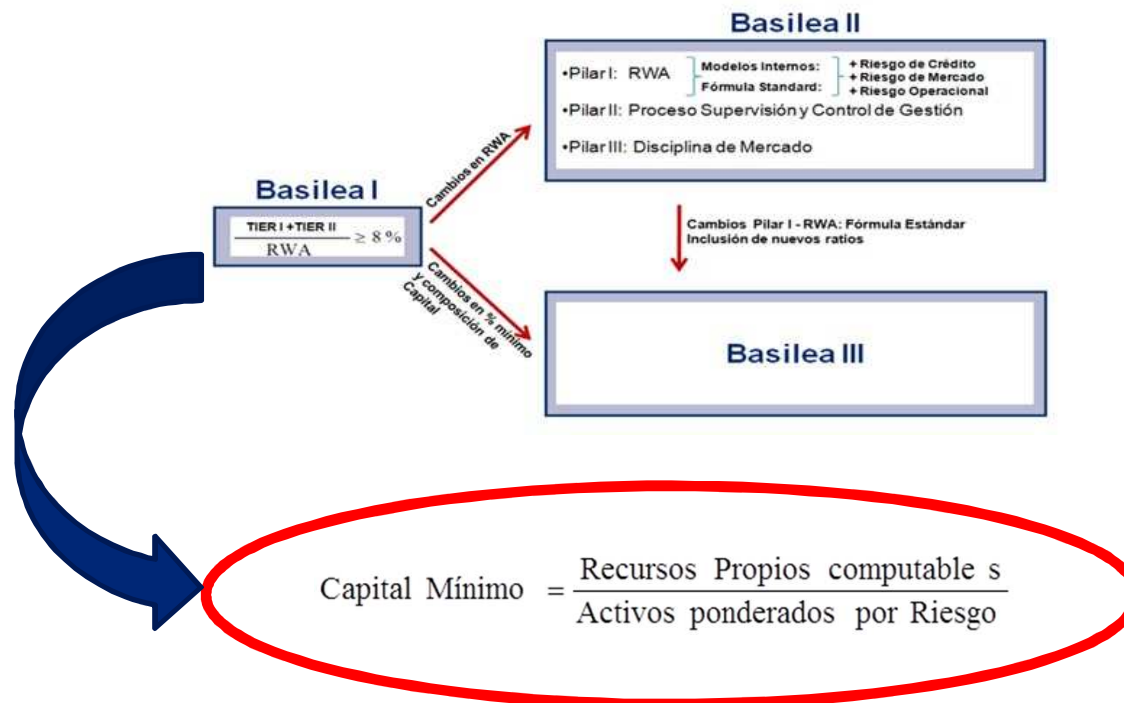 Basilea II
•Pilar I: RWA
Modelos Internos:
Fórmula Standard:
+ Riesgo de Crédito
+ Riesgo de Mercado
+ Riesgo Operacional
•Pilar II: Proceso Supervisión y Control de Gestión
•Pilar III: Disciplina de Mercado
Cambios en RWA
Basilea I
TIER I +TIER II
RWA
≥ 8 %
Cambios en % mínimo
y composición de
Capital
Cambios Pilar I - RWA: Fórmula Estándar
Inclusión de nuevos ratios
Basilea III
Capital Mínimo =
Recursos Propios computable s
Activos ponderados por Riesgo